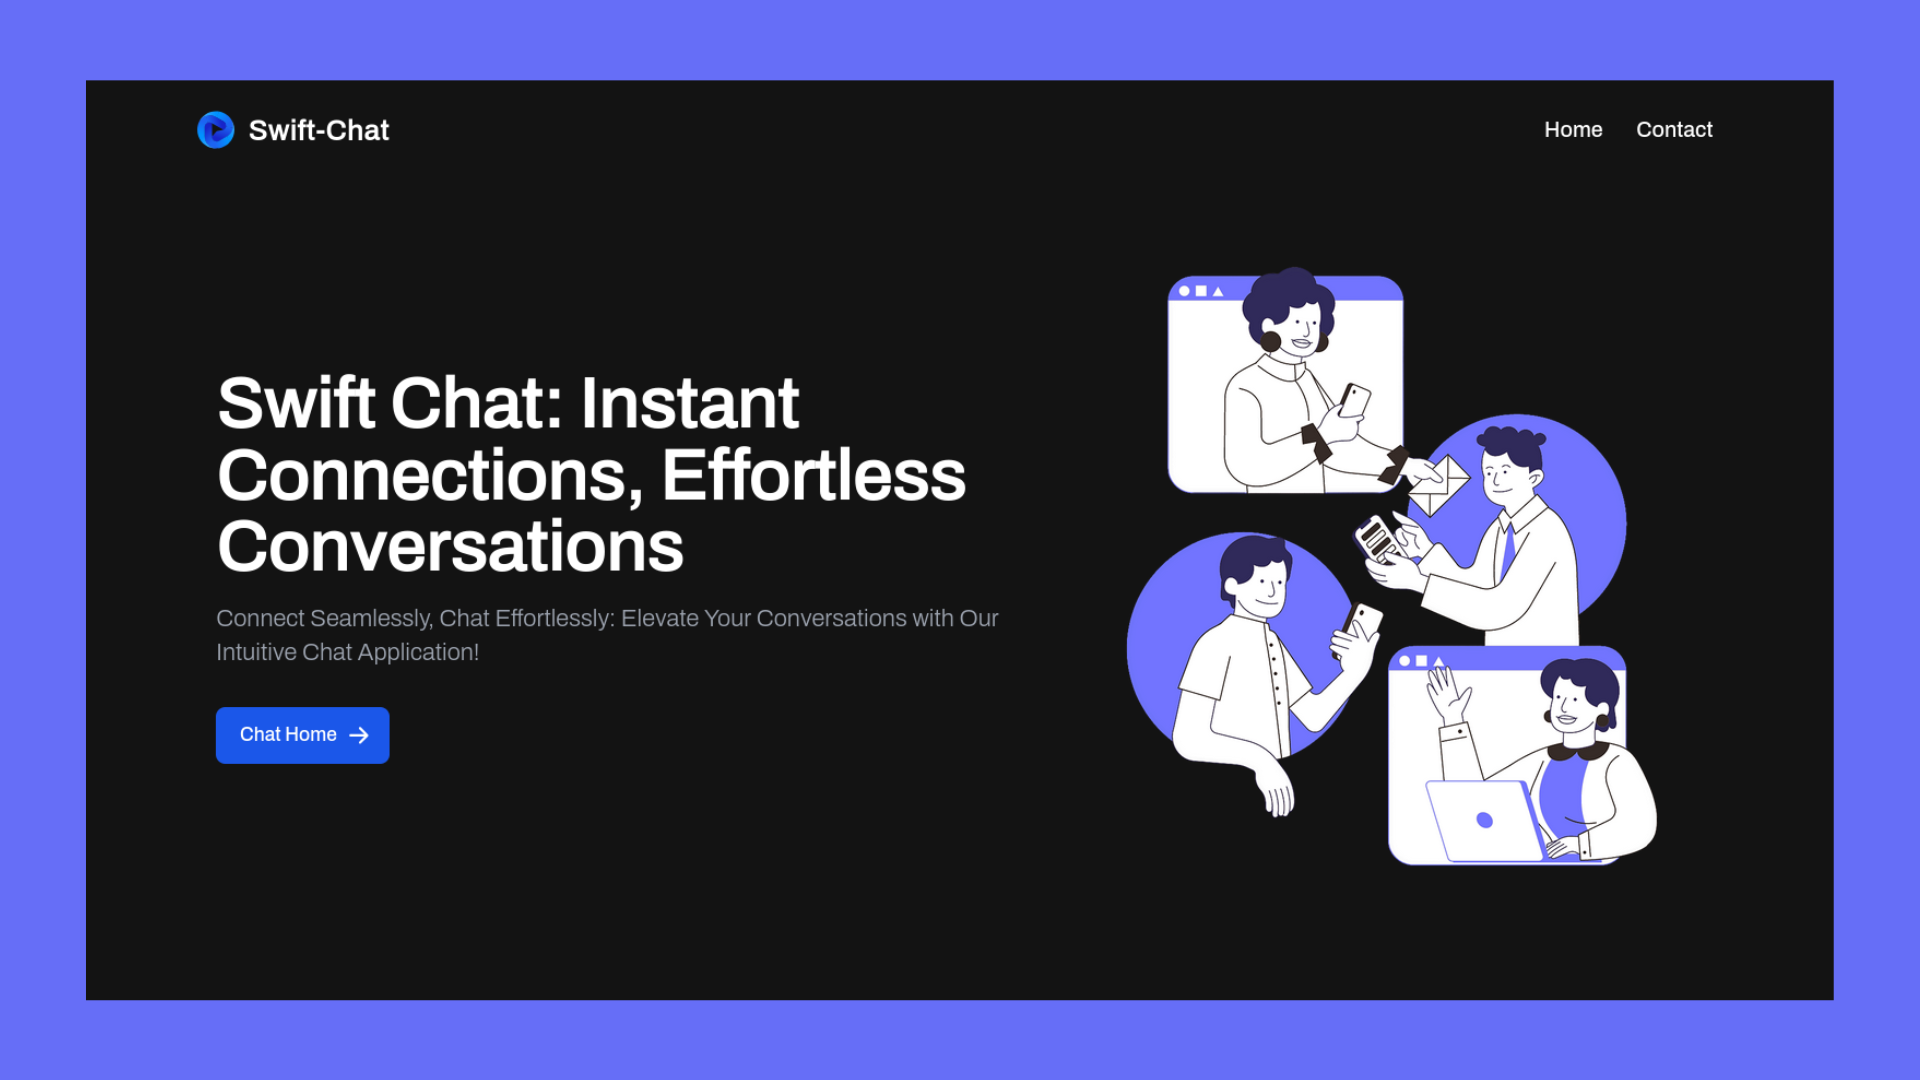 Swift-Chat
Home
Contact
Swift Chat: Instant
Connections, Effortless
Conversations
Connect Seamlessly, Chat Effortlessly: Elevate Your Conversations with Our
Intuitive Chat Application!
Chat Home